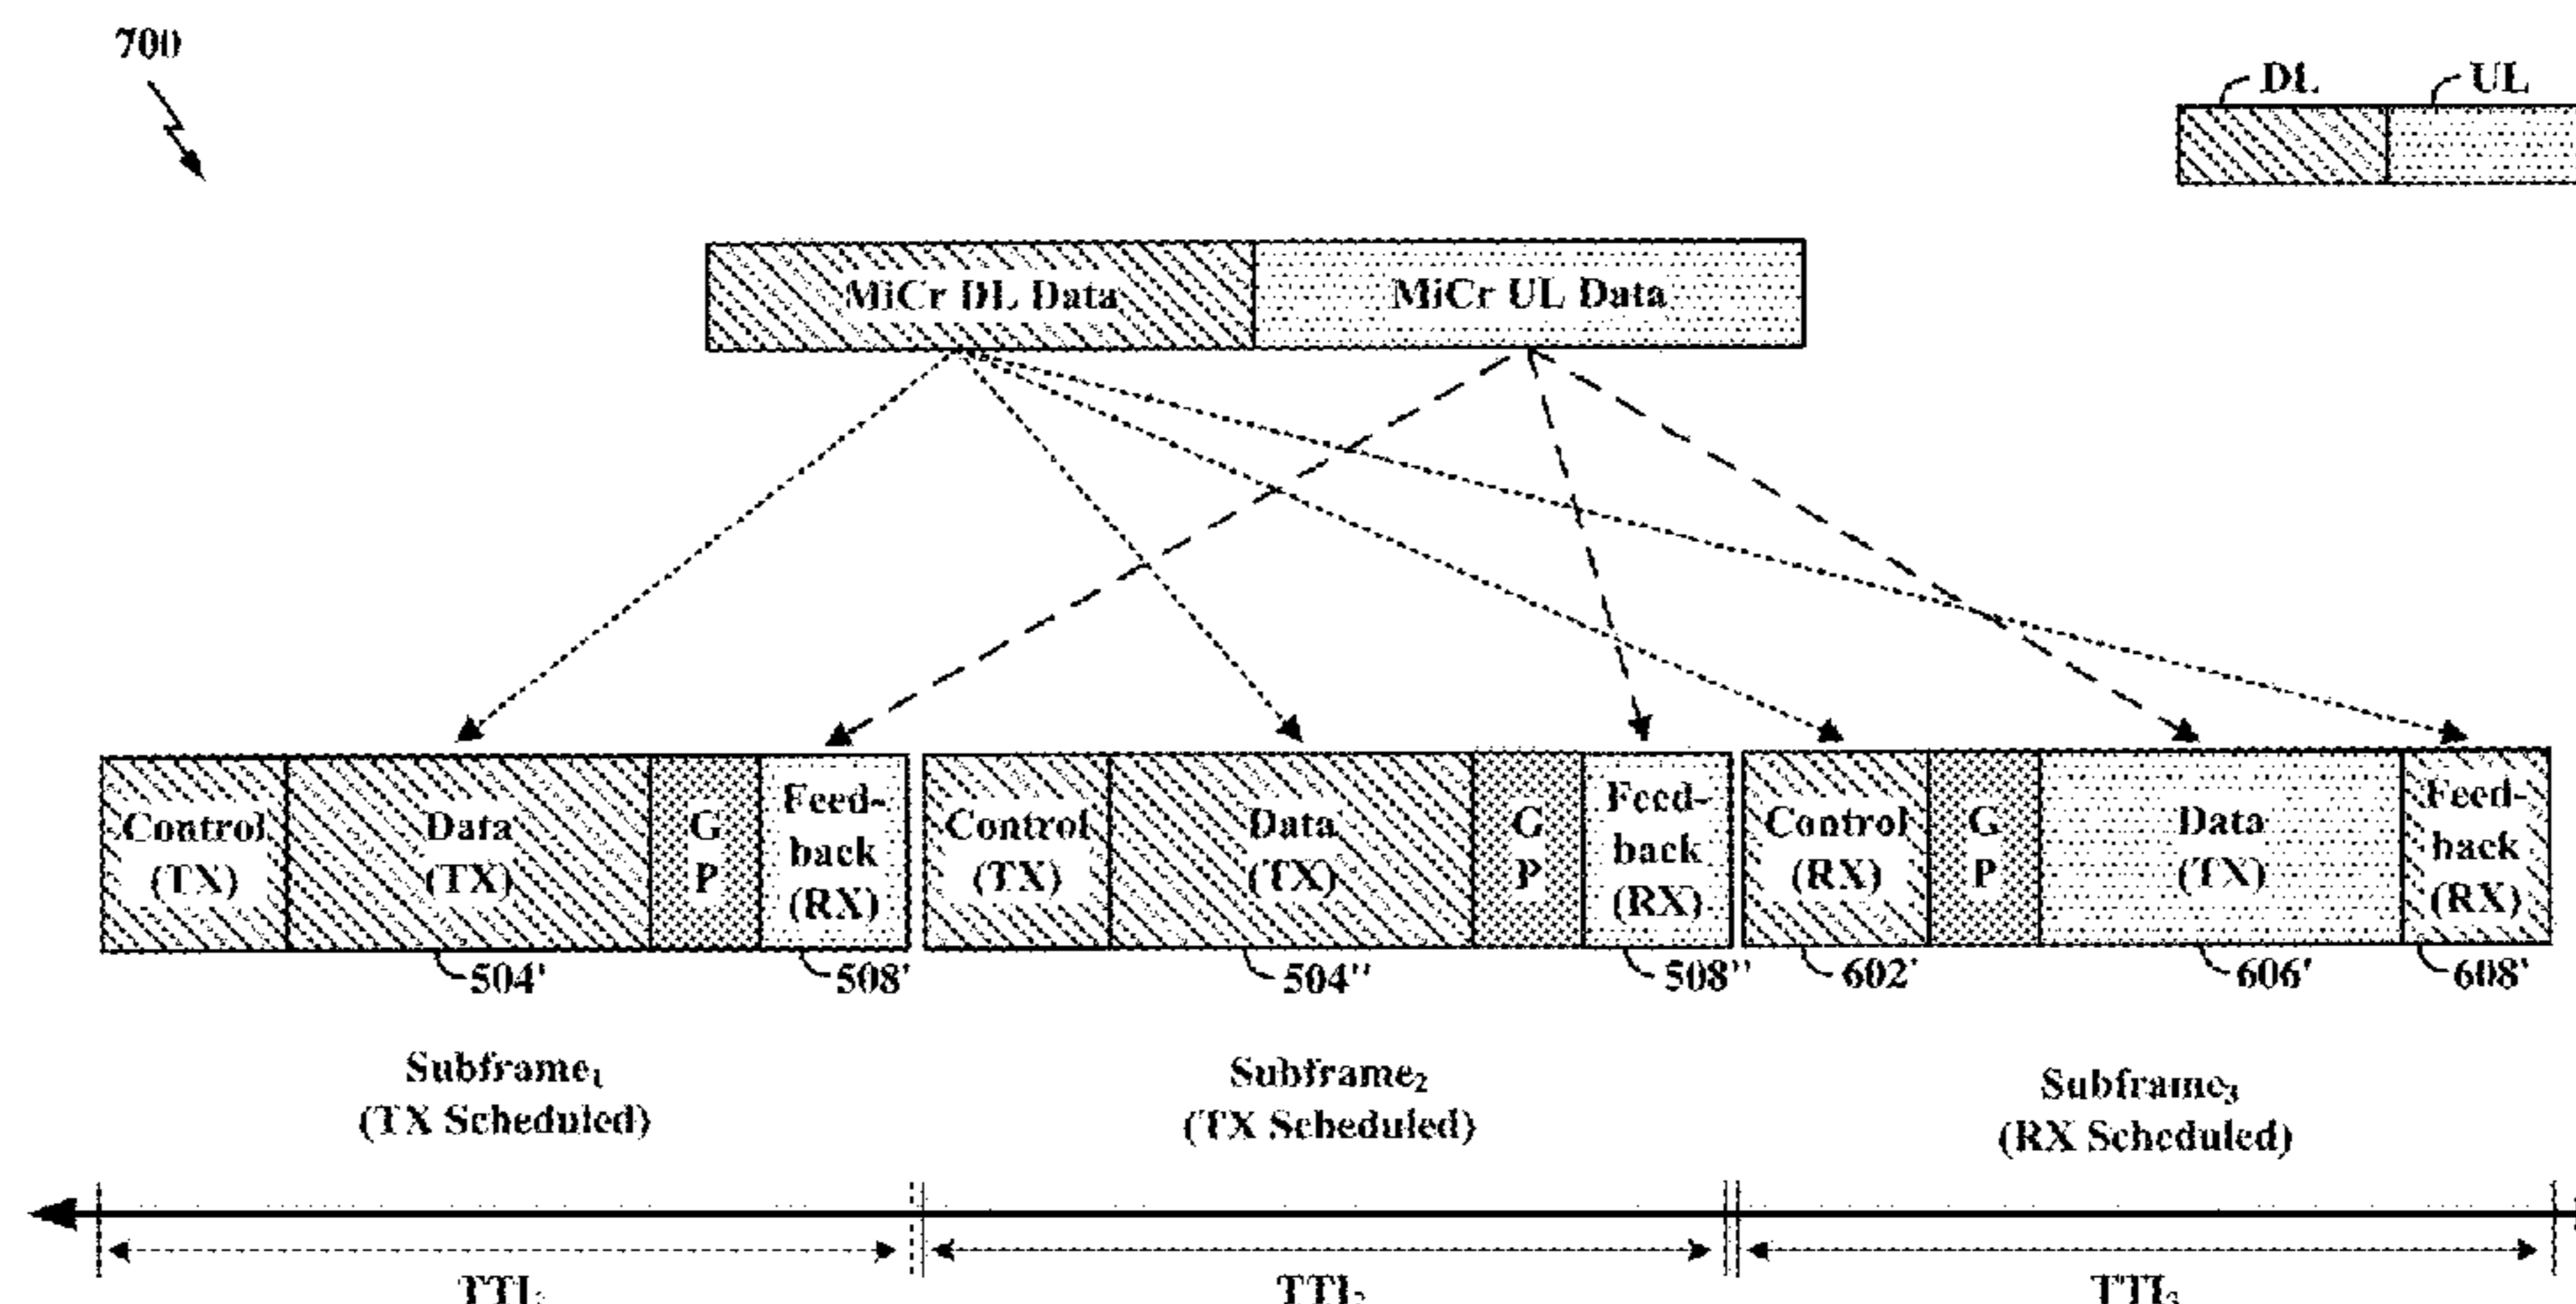 700
DL
UL
MiCr DL Data
MiCr UL Data
Control
(TX)
Data
(TX)
G
P
Feed-
back
(RX)
Control
(TX)
Data
(TX)
G
P
Feed-
back
(RX)
Control
(RX)
G
P
Data
(TX)
Feed-
back
(RX)
504'
508'
504''
508''
602'
606'
608'
Subframe₁
(TX Scheduled)
Subframe₂
(TX Scheduled)
Subframe₃
(RX Scheduled)
TTI₁
TTI₂
TTI₃